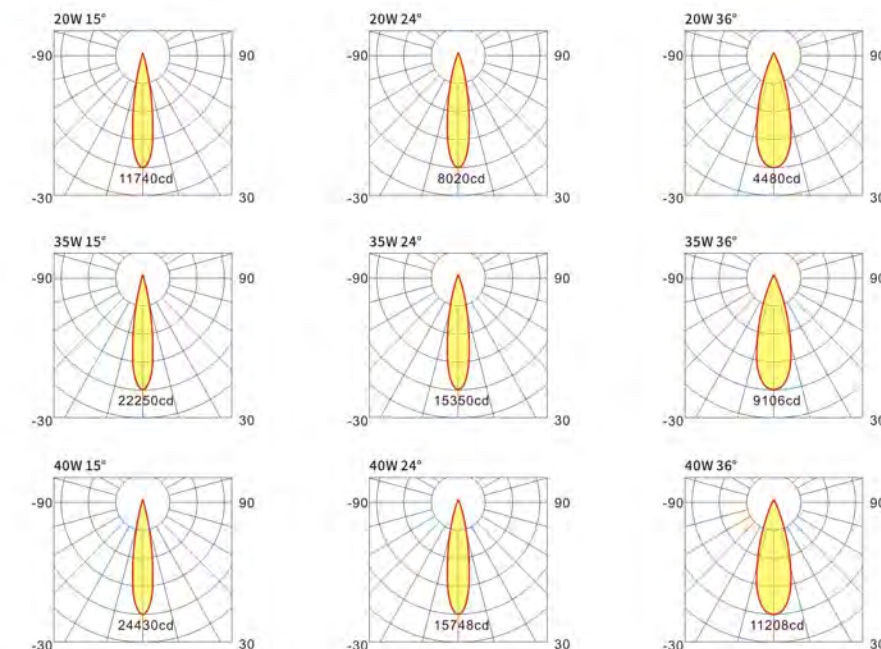 20W 15°
20W 24°
20W 36°
-90
90
-90
90
-90
90
11740cd
8020cd
4480cd
-30
30
-30
30
-30
30
35W 15°
35W 24°
35W 36°
-90
90
-90
90
-90
90
22250cd
15350cd
9106cd
-30
30
-30
30
-30
30
40W 15°
40W 24°
40W 36°
-90
90
-90
90
-90
90
24430cd
15748cd
11208cd
-30
30
-30
30
-30
30